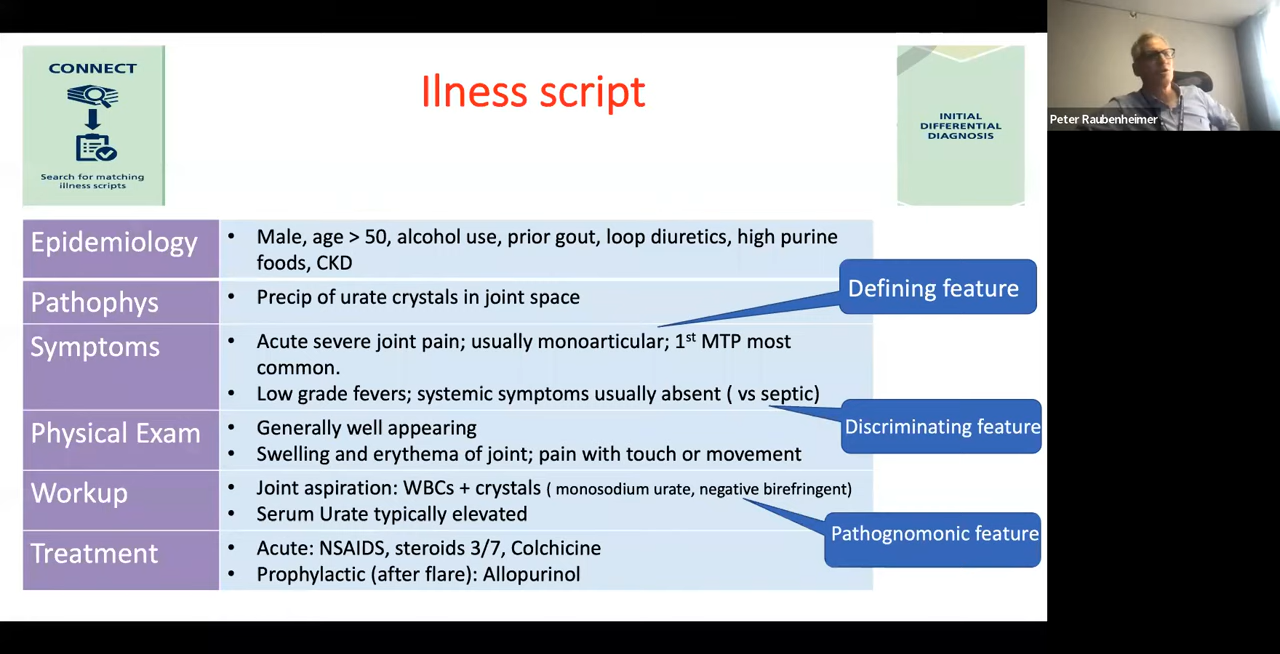 CONNECT
Search for matching
illness scripts
Ilness script
INITIAL
DIFFERENTIAL
DIAGNOSIS
Peter Raubenheimer
Epidemiology
• Male, age > 50, alcohol use, prior gout, loop diuretics, high purine
foods, CKD
Defining feature
Pathophys
• Precip of urate crystals in joint space
Symptoms
• Acute severe joint pain; usually monoarticular; 1st MTP most
common.
• Low grade fevers; systemic symptoms usually absent ( vs septic)
Discriminating feature
Physical Exam
• Generally well appearing
• Swelling and erythema of joint; pain with touch or movement
Workup
• Joint aspiration: WBCs + crystals ( monosodium urate, negative birefringent)
• Serum Urate typically elevated
Pathognomonic feature
Treatment
• Acute: NSAIDS, steroids 3/7, Colchicine
• Prophylactic (after flare): Allopurinol